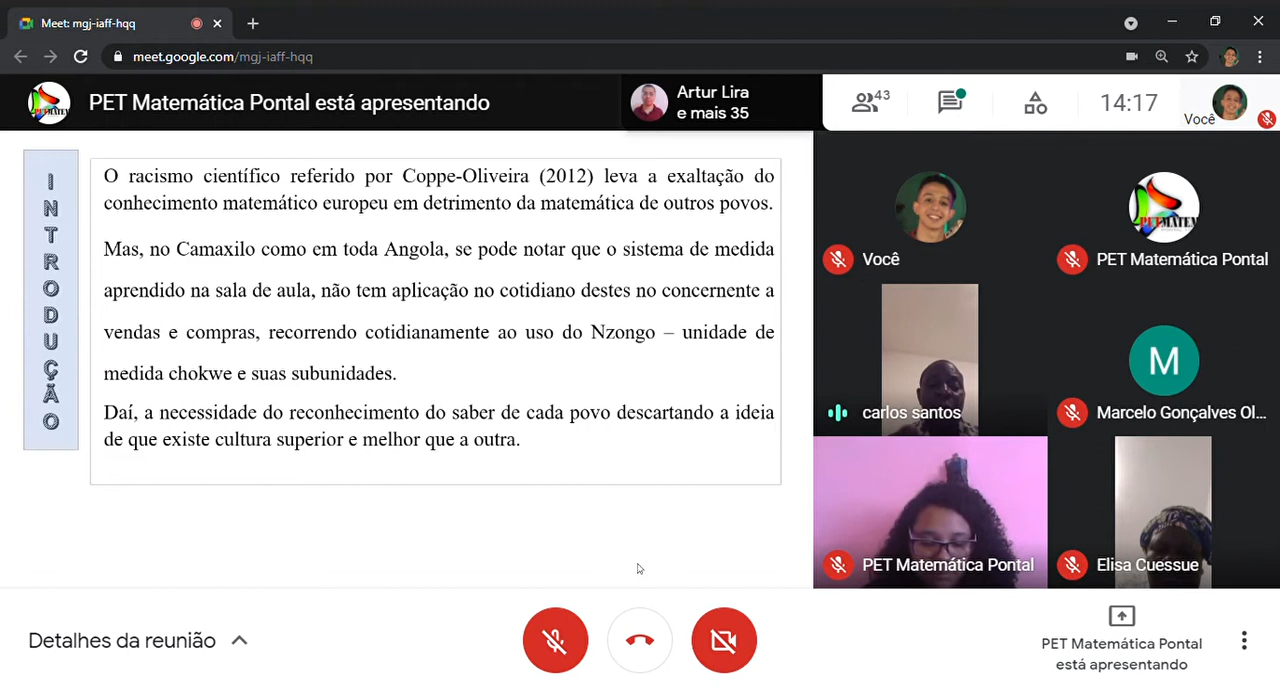 Meet: mgj-iaff-hqq
meet.google.com/mgj-iaff-hqq
PET Matemática Pontal está apresentando
Artur Lira
e mais 35
43
14:17
Você
INTRODUÇÃO
O racismo científico referido por Coppe-Oliveira (2012) leva a exaltação do
conhecimento matemático europeu em detrimento da matemática de outros povos.
Mas, no Camaxilo como em toda Angola, se pode notar que o sistema de medida
aprendido na sala de aula, não tem aplicação no cotidiano destes no concernente a
vendas e compras, recorrendo cotidianamente ao uso do Nzongo – unidade de
medida chokwe e suas subunidades.
Daí, a necessidade do reconhecimento do saber de cada povo descartando a ideia
de que existe cultura superior e melhor que a outra.
Você
PETMATEM
PET Matemática Pontal
carlos santos
M
Marcelo Gonçalves Ol...
PET Matemática Pontal
Elisa Cuessue
Detalhes da reunião
PET Matemática Pontal
está apresentando